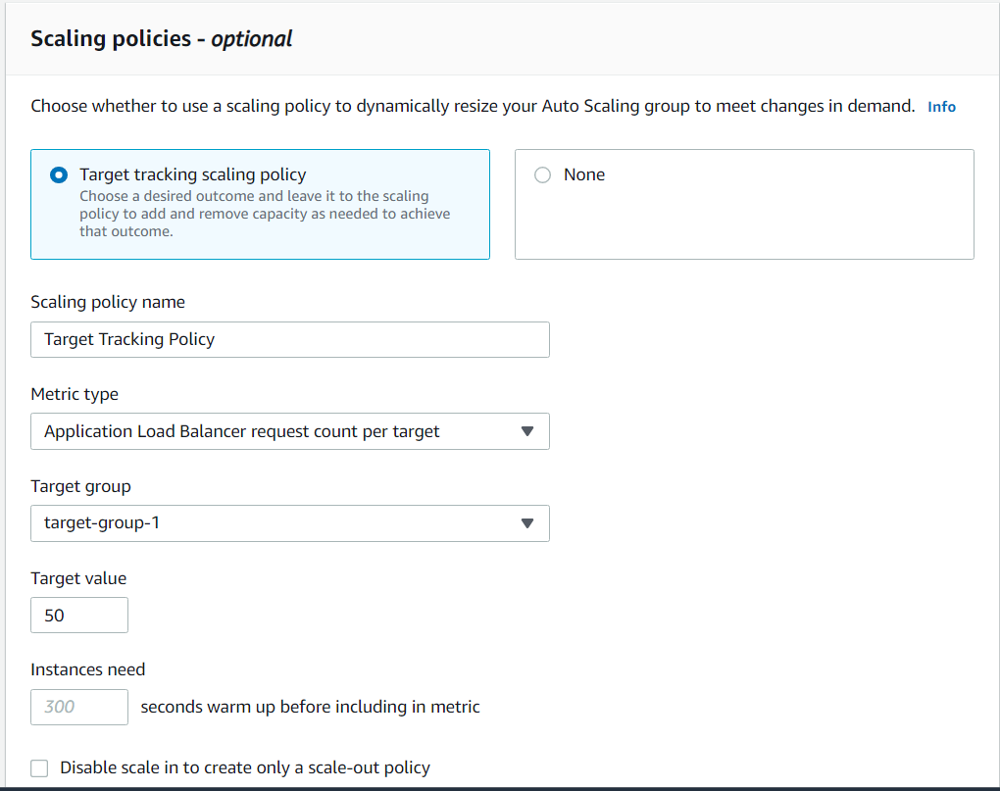 Scaling policies - optional
Choose whether to use a scaling policy to dynamically resize your Auto Scaling group to meet changes in demand. Info
Target tracking scaling policy
Choose a desired outcome and leave it to the scaling
policy to add and remove capacity as needed to achieve
that outcome.
None
Scaling policy name
Target Tracking Policy
Metric type
Application Load Balancer request count per target
Target group
target-group-1
Target value
50
Instances need
300 seconds warm up before including in metric
Disable scale in to create only a scale-out policy